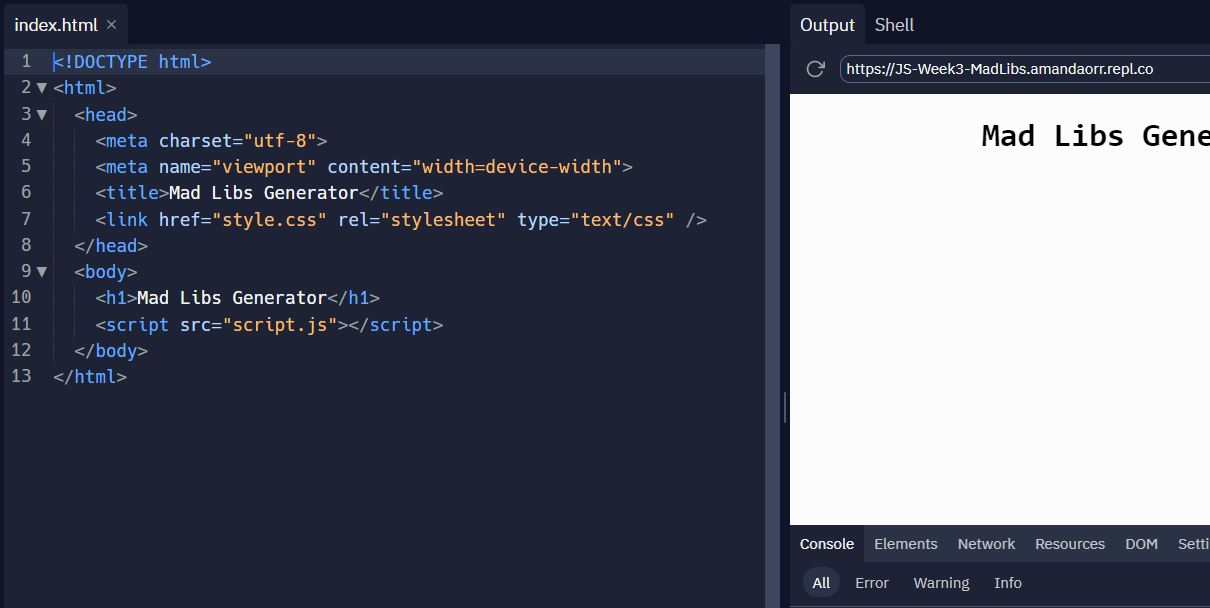 index.html ×
1 <!DOCTYPE html>
2 <html>
3 <head>
4 <meta charset="utf-8">
5 <meta name="viewport" content="width=device-width">
6 <title>Mad Libs Generator</title>
7 <link href="style.css" rel="stylesheet" type="text/css" />
8 </head>
9 <body>
10 <h1>Mad Libs Generator</h1>
11 <script src="script.js"></script>
12 </body>
13 </html>
Output Shell
https://JS-Week3-MadLibs.amandaorr.repl.co
Mad Libs Gene
Console Elements Network Resources DOM Setti
All Error Warning Info